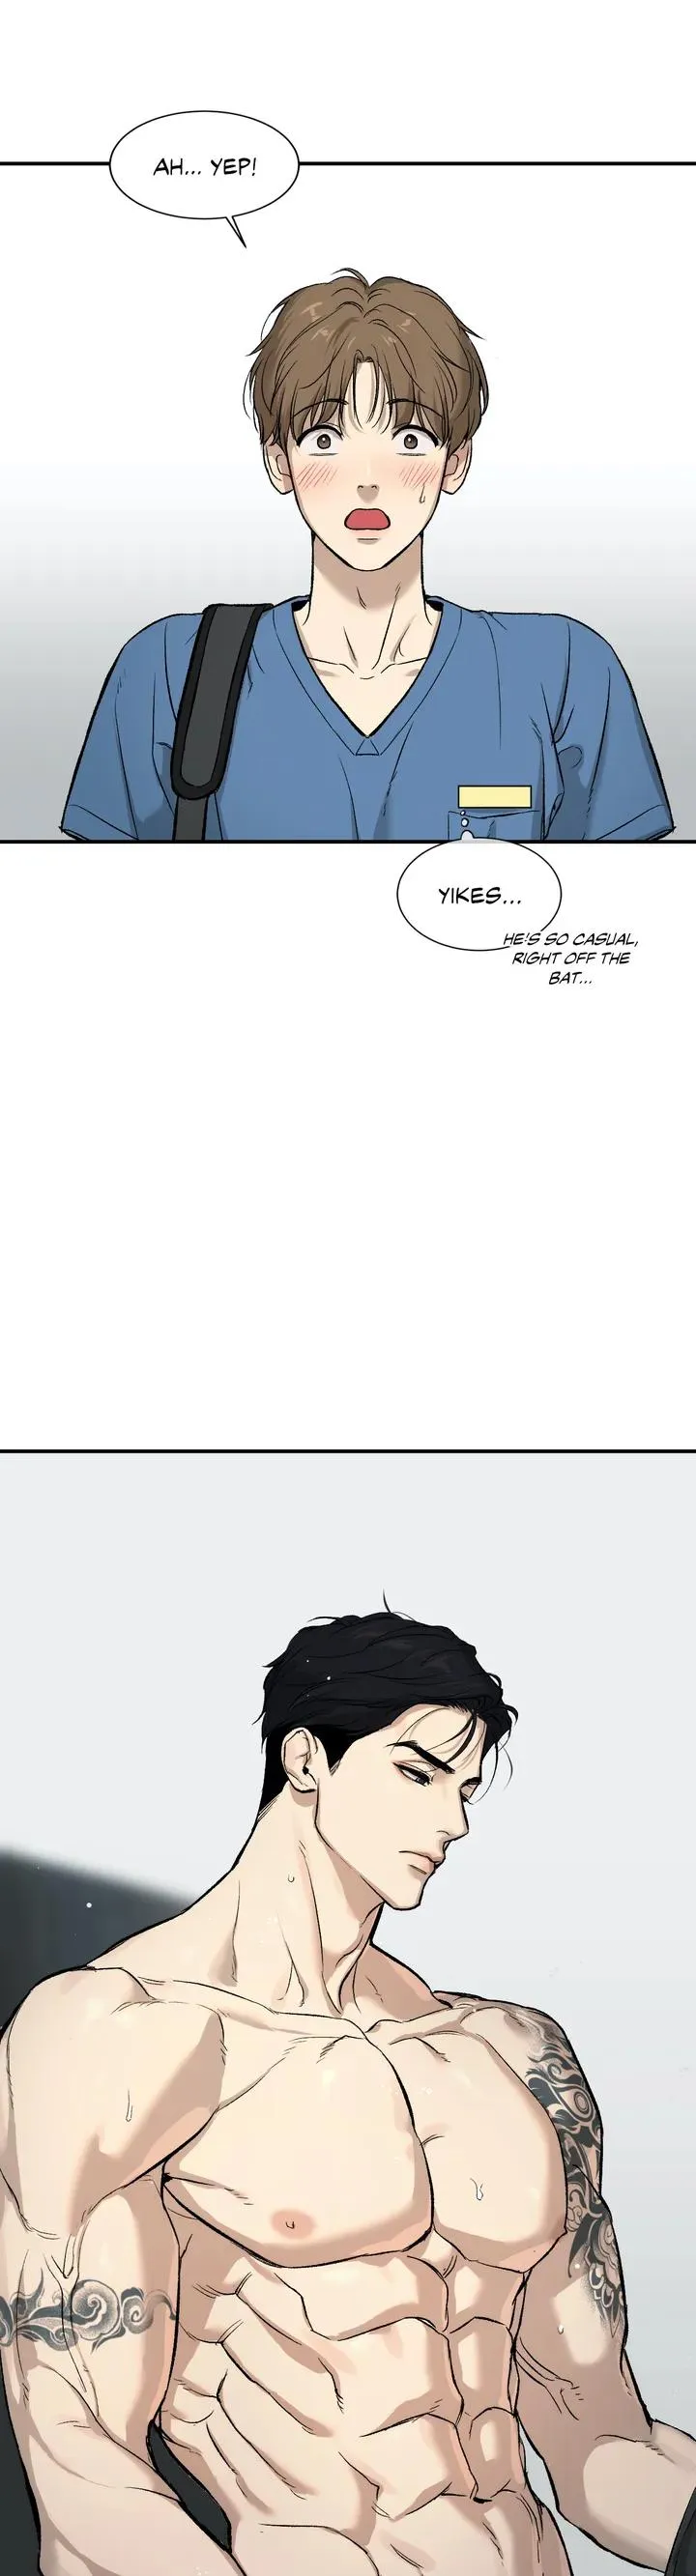 AH... YEP!
YIKES...
HE'S SO CASUAL,
RIGHT OFF THE
BAT...